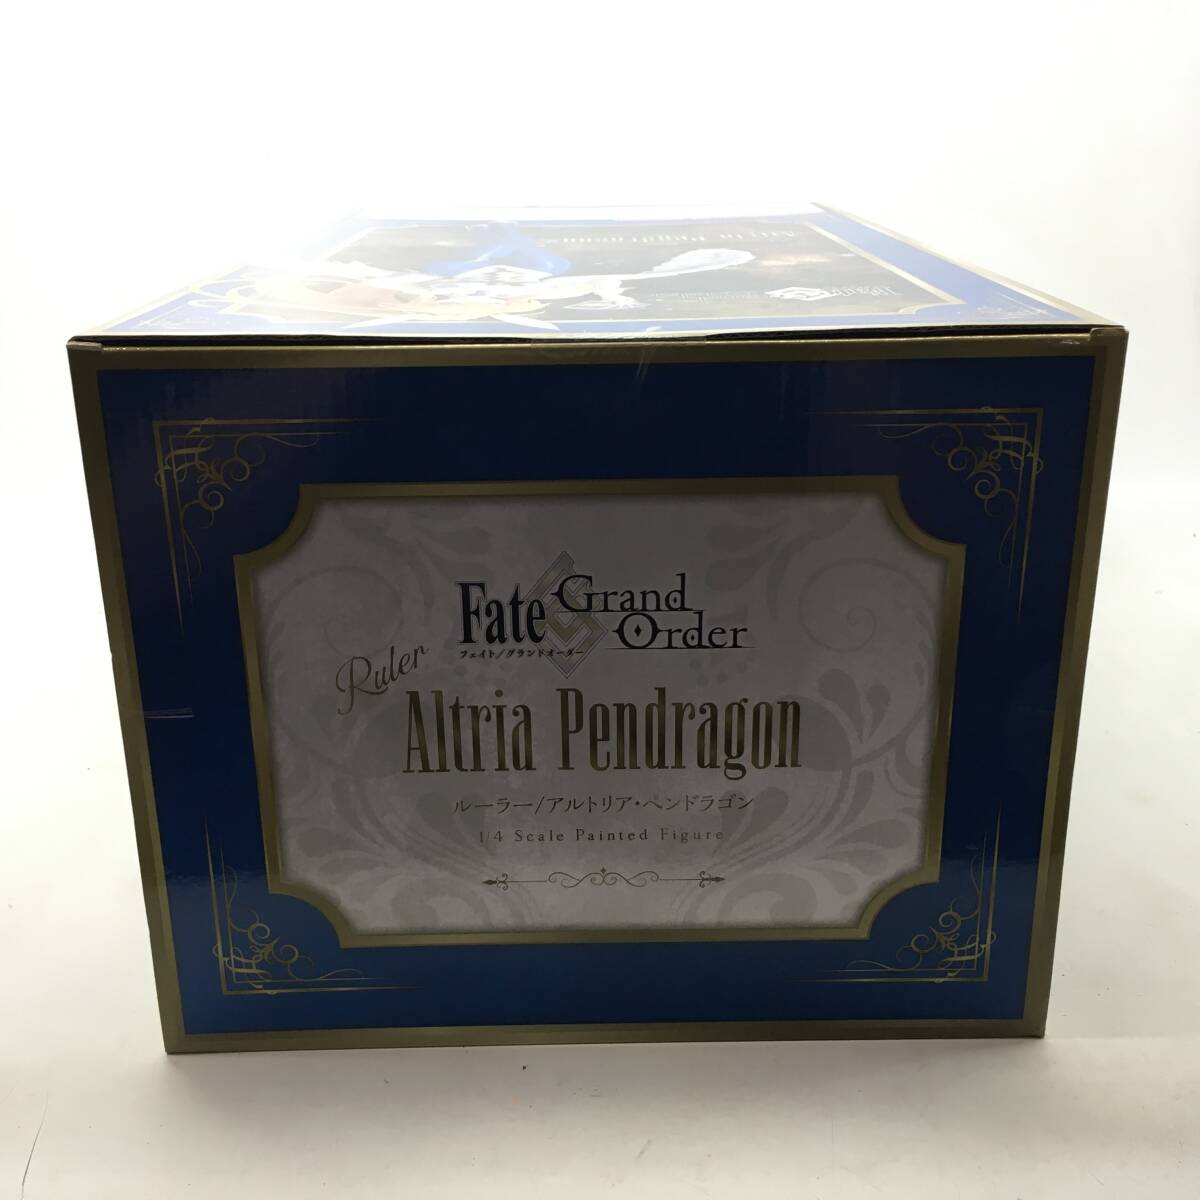 Fate Grand Order
フェイト/グランドオーダー
Ruler
Altria Pendragon
ルーラー/アルトリア・ペンドラゴン
1/4 Scale Painted Figure